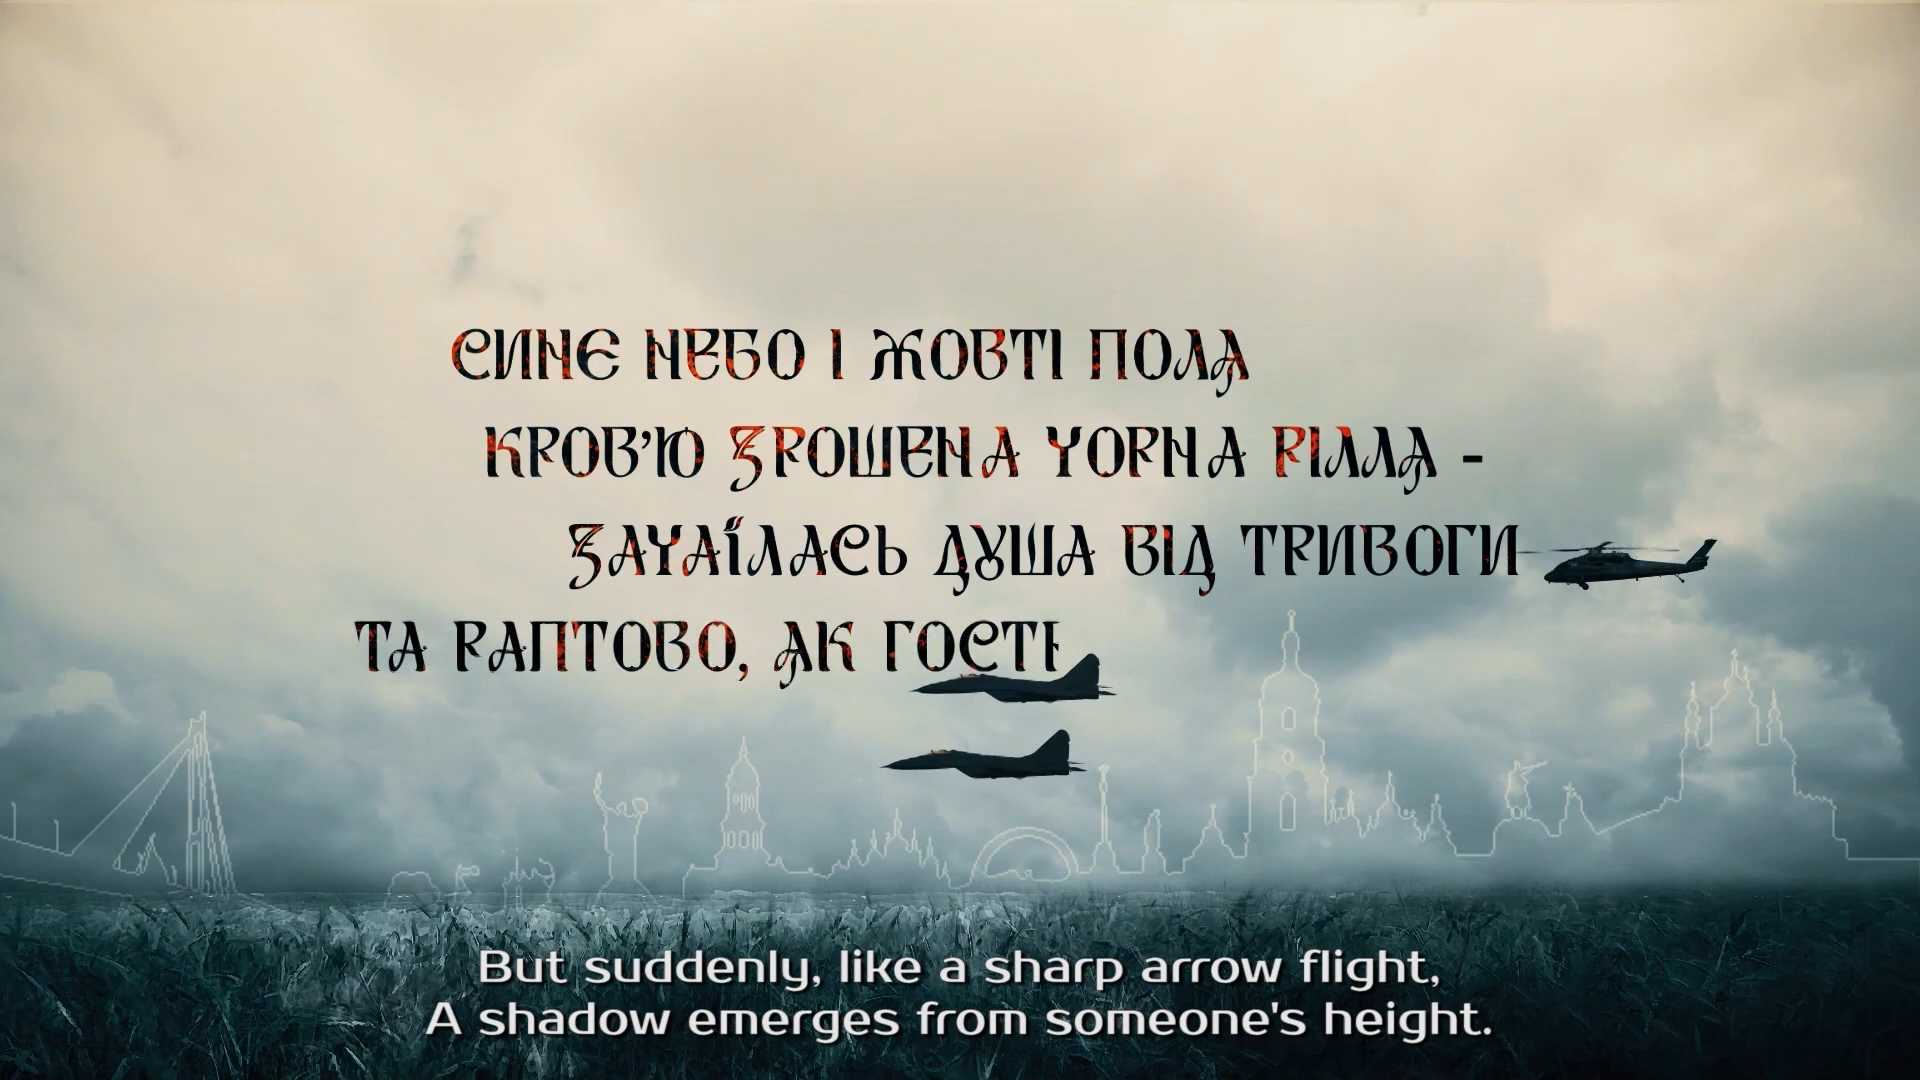 СИНЄ НЕБО І ЖОВТІ ПОЛЯ
КРОВ’Ю ЗРОШЕНА ЧОРНА РІЛЛЯ -
ЗАЧАЇЛАСЬ ДУША ВІД ТРИВОГИ
ТА РАПТОВО, ЯК
But suddenly, like a sharp arrow flight,
A shadow emerges from someone's height.